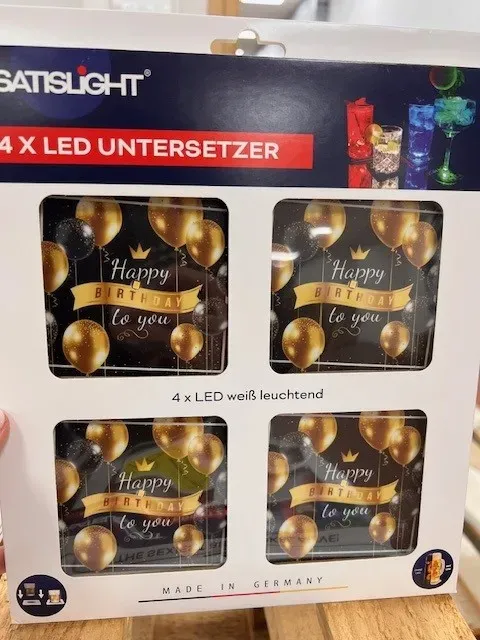 SATISLIGHT®
4 X LED UNTERSETZER
Happy
BIRTHDAY
to you
Happy
BIRTHDAY
to you
4 x LED weiß leuchtend
Happy
BIRTHDAY
to you
Happy
BIRTHDAY
to you
MADE IN GERMANY